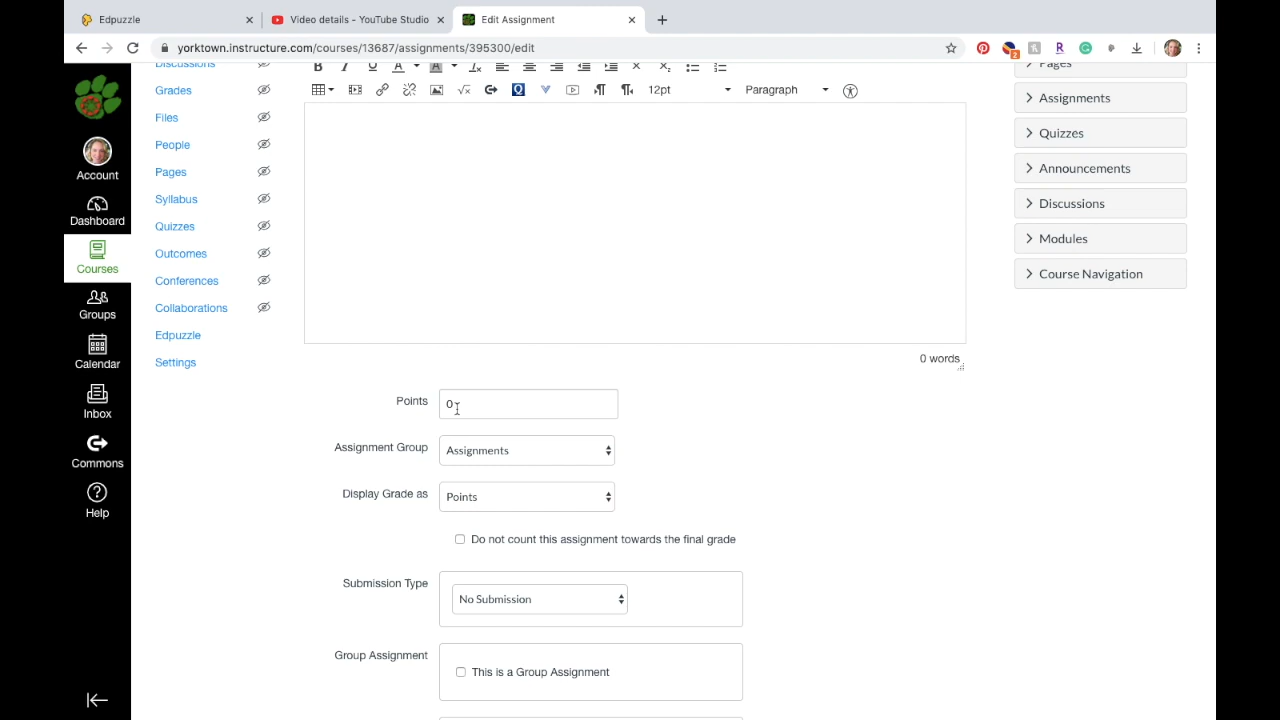 Edpuzzle
Video details - YouTube Studio
Edit Assignment
yorktown.instructure.com/courses/13687/assignments/395300/edit
Discussions
Grades
Files
People
Pages
Syllabus
Quizzes
Outcomes
Conferences
Collaborations
Edpuzzle
Settings
Account
Dashboard
Courses
Groups
Calendar
Inbox
Commons
Help
12pt
Paragraph
0 words
Points
0
Assignment Group
Assignments
Display Grade as
Points
Do not count this assignment towards the final grade
Submission Type
No Submission
Group Assignment
This is a Group Assignment
Pages
Assignments
Quizzes
Announcements
Discussions
Modules
Course Navigation